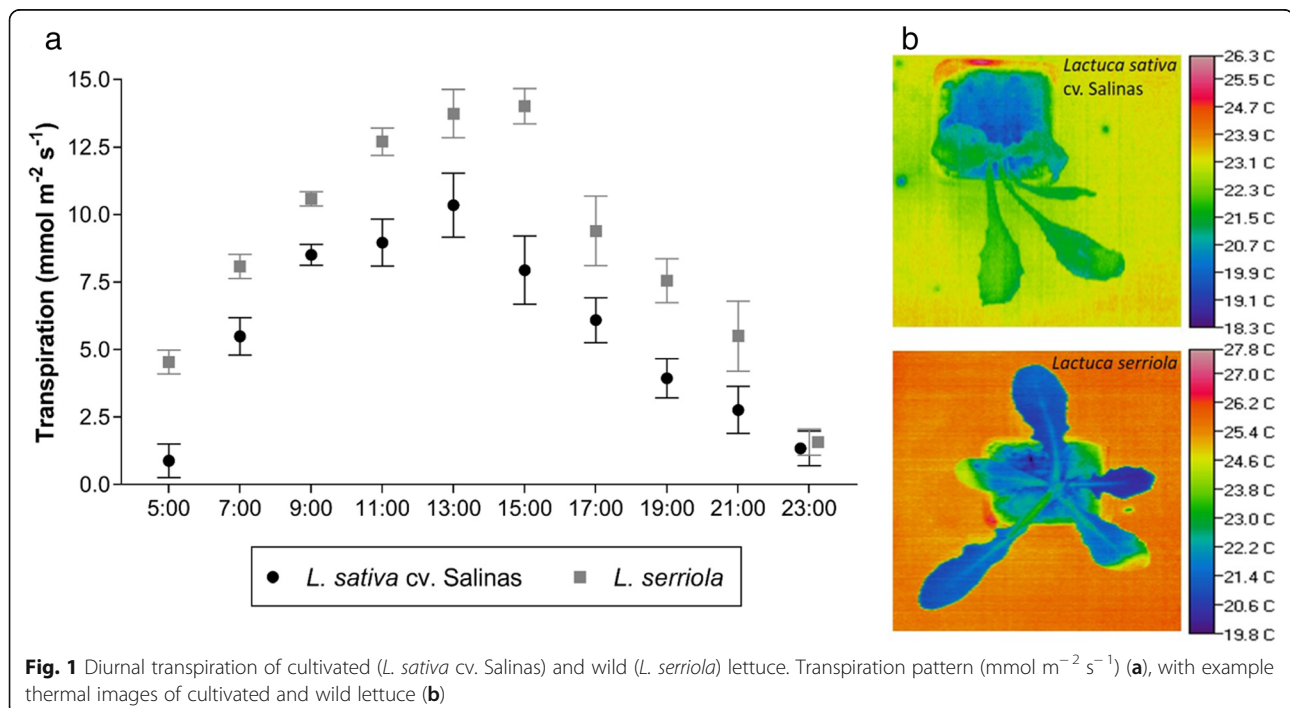 a
15.0
12.5
10.0
7.5
5.0
2.5
0.0
Transpiration (mmol m⁻² s⁻¹)
5:00 7:00 9:00 11:00 13:00 15:00 17:00 19:00 21:00 23:00
L. sativa cv. Salinas L. serriola
b
Lactuca sativa
cv. Salinas
26.3 C
25.5 C
24.7 C
23.9 C
23.1 C
22.3 C
21.5 C
20.7 C
19.9 C
19.1 C
18.3 C
Lactuca serriola
27.8 C
27.0 C
26.2 C
25.4 C
24.6 C
23.8 C
23.0 C
22.2 C
21.4 C
20.6 C
19.8 C
Fig. 1 Diurnal transpiration of cultivated (L. sativa cv. Salinas) and wild (L. serriola) lettuce. Transpiration pattern (mmol m⁻² s⁻¹) (a), with example
thermal images of cultivated and wild lettuce (b)